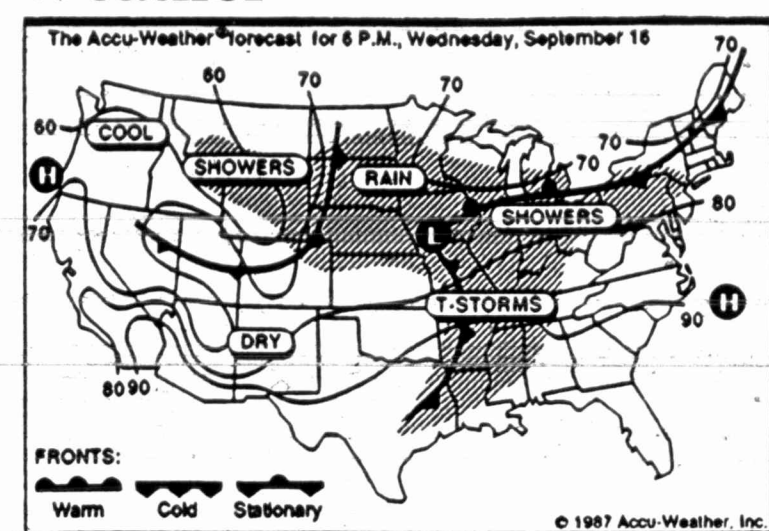 The Accu-Weather® forecast for 6 P.M., Wednesday, September 16
60 70 70 70
60 COOL
SHOWERS RAIN 70 70
H
SHOWERS 80
70 L
T-STORMS H
DRY 90
80 90
FRONTS:
Warm Cold Stationary
© 1987 Accu-Weather, Inc.